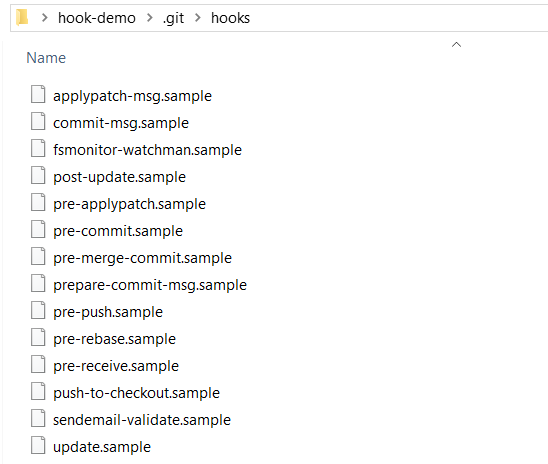 hook-demo > .git > hooks
Name
applypatch-msg.sample
commit-msg.sample
fsmonitor-watchman.sample
post-update.sample
pre-applypatch.sample
pre-commit.sample
pre-merge-commit.sample
prepare-commit-msg.sample
pre-push.sample
pre-rebase.sample
pre-receive.sample
push-to-checkout.sample
sendemail-validate.sample
update.sample